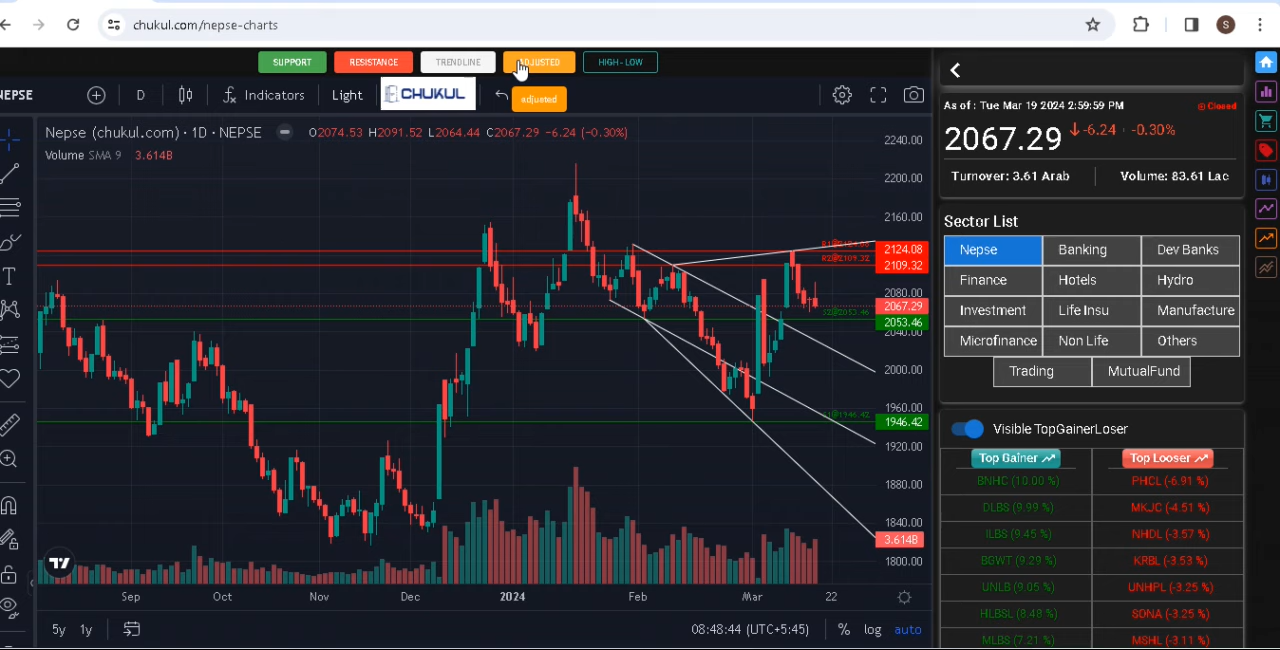 chukul.com/nepse-charts
S
SUPPORT
RESISTANCE
TRENDLINE
ADJUSTED
HIGH-LOW
NEPSE
D
Indicators
Light
CHUKUL
adjusted
Nepse (chukul.com) · 1D · NEPSE
O2074.53 H2091.52 L2064.44 C2067.29 -6.24 (-0.30%)
Volume SMA 9 3.614B
2240.00
2200.00
2160.00
2124.08
R2@2109.32
2109.32
2080.00
2067.29
S2@2053.46
2053.46
2040.00
2000.00
1960.00
S1@1946.42
1946.42
1920.00
1880.00
1840.00
3.614B
1800.00
Sep Oct Nov Dec 2024 Feb Mar 22
5y 1y
08:48:44 (UTC+5:45) % log auto
As of : Tue Mar 19 2024 2:59:59 PM
Closed
2067.29 -6.24 -0.30%
Turnover: 3.61 Arab
Volume: 83.61 Lac
Sector List
Nepse Banking Dev Banks
Finance Hotels Hydro
Investment Life Insu Manufacture
Microfinance Non Life Others
Trading MutualFund
Visible TopGainerLoser
Top Gainer Top Looser
BNHC (10.00 %) PHCL (-6.91 %)
DLBS (9.99 %) MKJC (-4.51 %)
ILBS (9.45 %) NHDL (-3.57 %)
BGWT (9.29 %) KRBL (-3.53 %)
UNLB (9.05 %) UNHPL (-3.25 %)
HLBSL (8.48 %) SONA (-3.25 %)
MLBS (7.21 %) MSHL (-3.11 %)